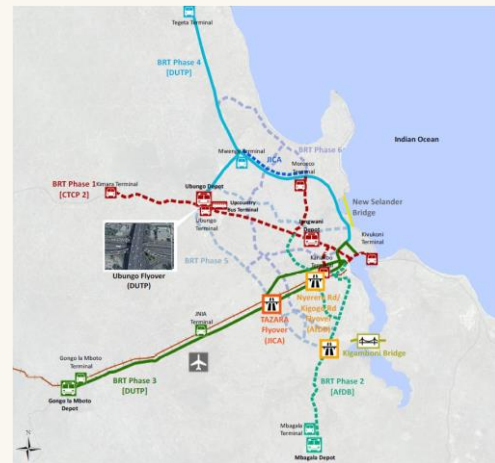 Tegeta Terminal
BRT Phase 4
[DUTP]
Mwenge Terminal
JICA
BRT Phase 6
Morocco
Terminal
Indian Ocean
BRT Phase 1
[CTCP 2]
Kimara Terminal
Ubungo Depot
Upcountry
Bus Terminal
Ubungo
Terminal
Jangwani
Depot
New Selander
Bridge
Kivukoni Terminal
Ubungo Flyover
(DUTP)
BRT Phase 5
Terminal
Nyerere Rd/
Kigogo Rd
Flyover
(AfDB)
TAZARA
Flyover
(JICA)
JNIA
Terminal
Kigamboni Bridge
Gongo la Mboto
Terminal
BRT Phase 3
[DUTP]
Gongo la Mboto
Depot
BRT Phase 2
[AfDB]
Mbagala
Terminal
Mbagala Depot
N